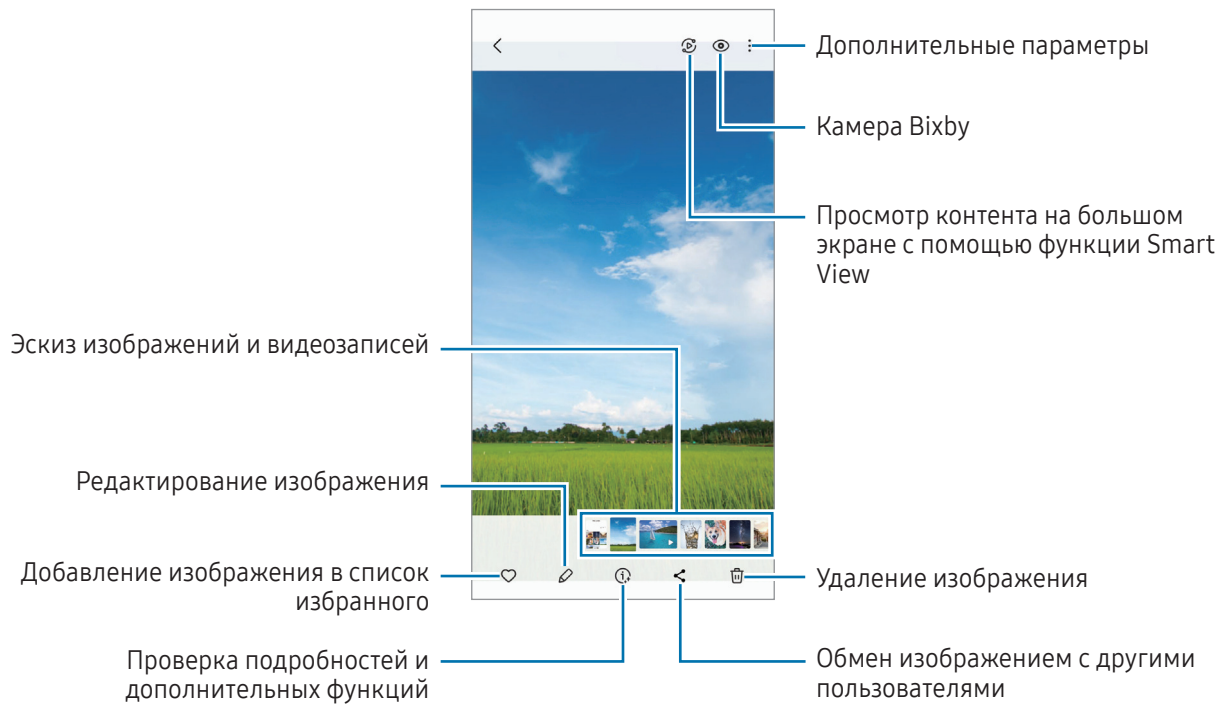 Дополнительные параметры
Камера Bixby
Просмотр контента на большом
экране с помощью функции Smart
View
Эскиз изображений и видеозаписей
Редактирование изображения
Добавление изображения в список
избранного
Удаление изображения
Проверка подробностей и
дополнительных функций
Обмен изображением с другими
пользователями